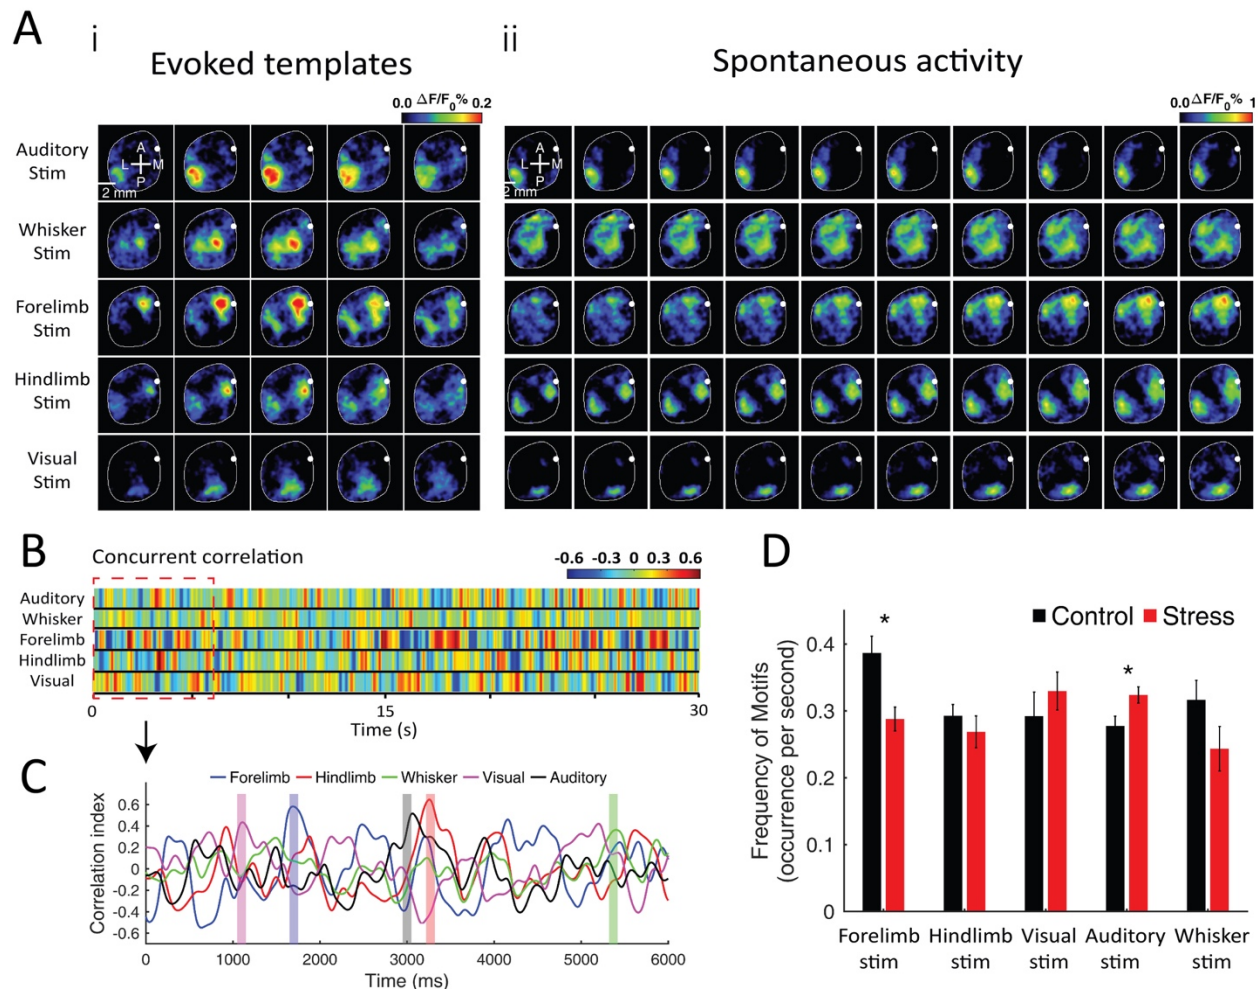 A
i
Evoked templates
ii
Spontaneous activity
0.0 ΔF/F₀% 0.2
0.0 ΔF/F₀% 1
Auditory
Stim
A
L M
P
2 mm
A
L M
P
Whisker
Stim
Forelimb
Stim
Hindlimb
Stim
Visual
Stim
B
Concurrent correlation
-0.6 -0.3 0 0.3 0.6
Auditory
Whisker
Forelimb
Hindlimb
Visual
0 15 30
Time (s)
C
Forelimb Hindlimb Whisker Visual Auditory
Correlation index
0.6
0.4
0.2
0
-0.2
-0.4
-0.6
0 1000 2000 3000 4000 5000 6000
Time (ms)
D
Control Stress
Frequency of Motifs
(occurrence per second)
0.4
0.3
0.2
0.1
0
*
*
Forelimb Hindlimb Visual Auditory Whisker
stim stim stim stim stim